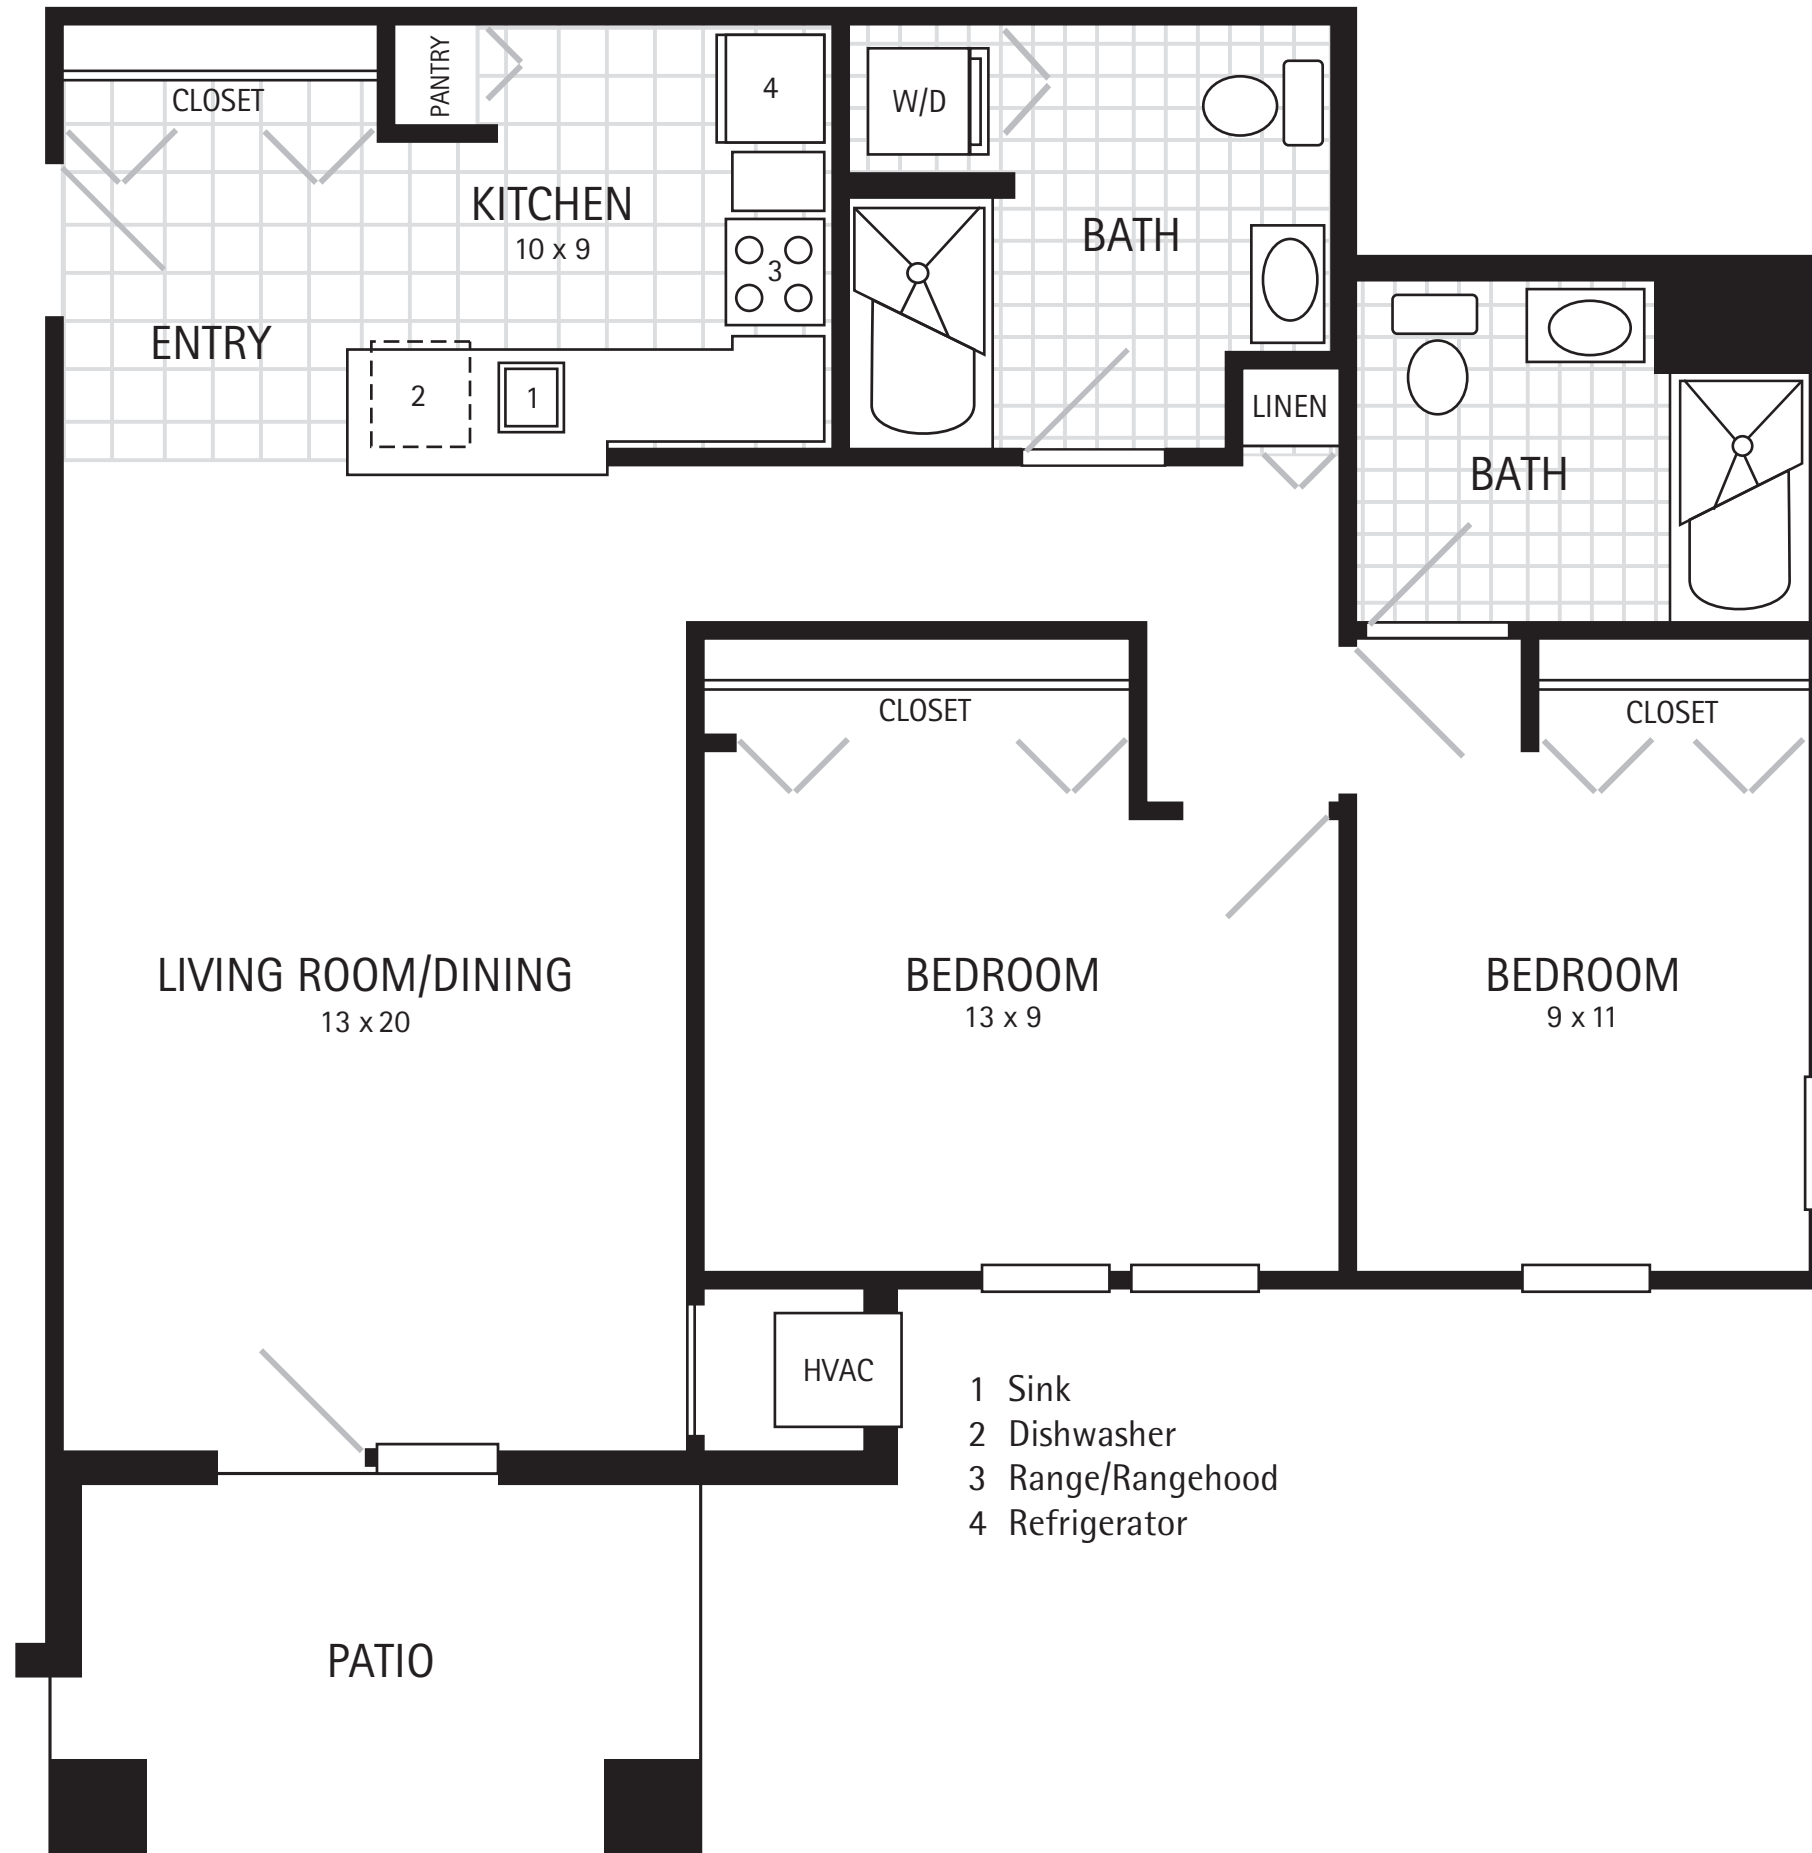 CLOSET
PANTRY
4
W/D
KITCHEN
10 x 9
BATH
3
ENTRY
2
1
LINEN
BATH
CLOSET
CLOSET
LIVING ROOM/DINING
13 x 20
BEDROOM
13 x 9
BEDROOM
9 x 11
HVAC
1 Sink
2 Dishwasher
3 Range/Rangehood
4 Refrigerator
PATIO